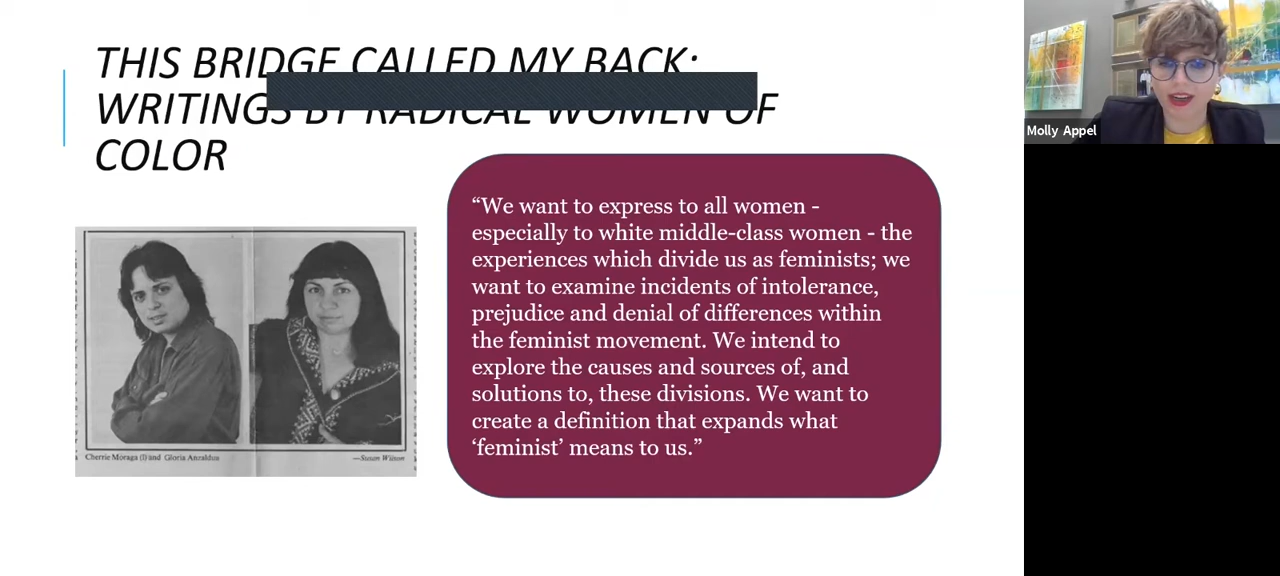 THIS BRIDGE CALLED MY BACK:
WRITINGS BY RADICAL WOMEN OF
COLOR
“We want to express to all women -
especially to white middle-class women - the
experiences which divide us as feminists; we
want to examine incidents of intolerance,
prejudice and denial of differences within
the feminist movement. We intend to
explore the causes and sources of, and
solutions to, these divisions. We want to
create a definition that expands what
‘feminist’ means to us.”
Cherrie Moraga (l) and Gloria Anzaldua
—Susan Wilson
Molly Appel